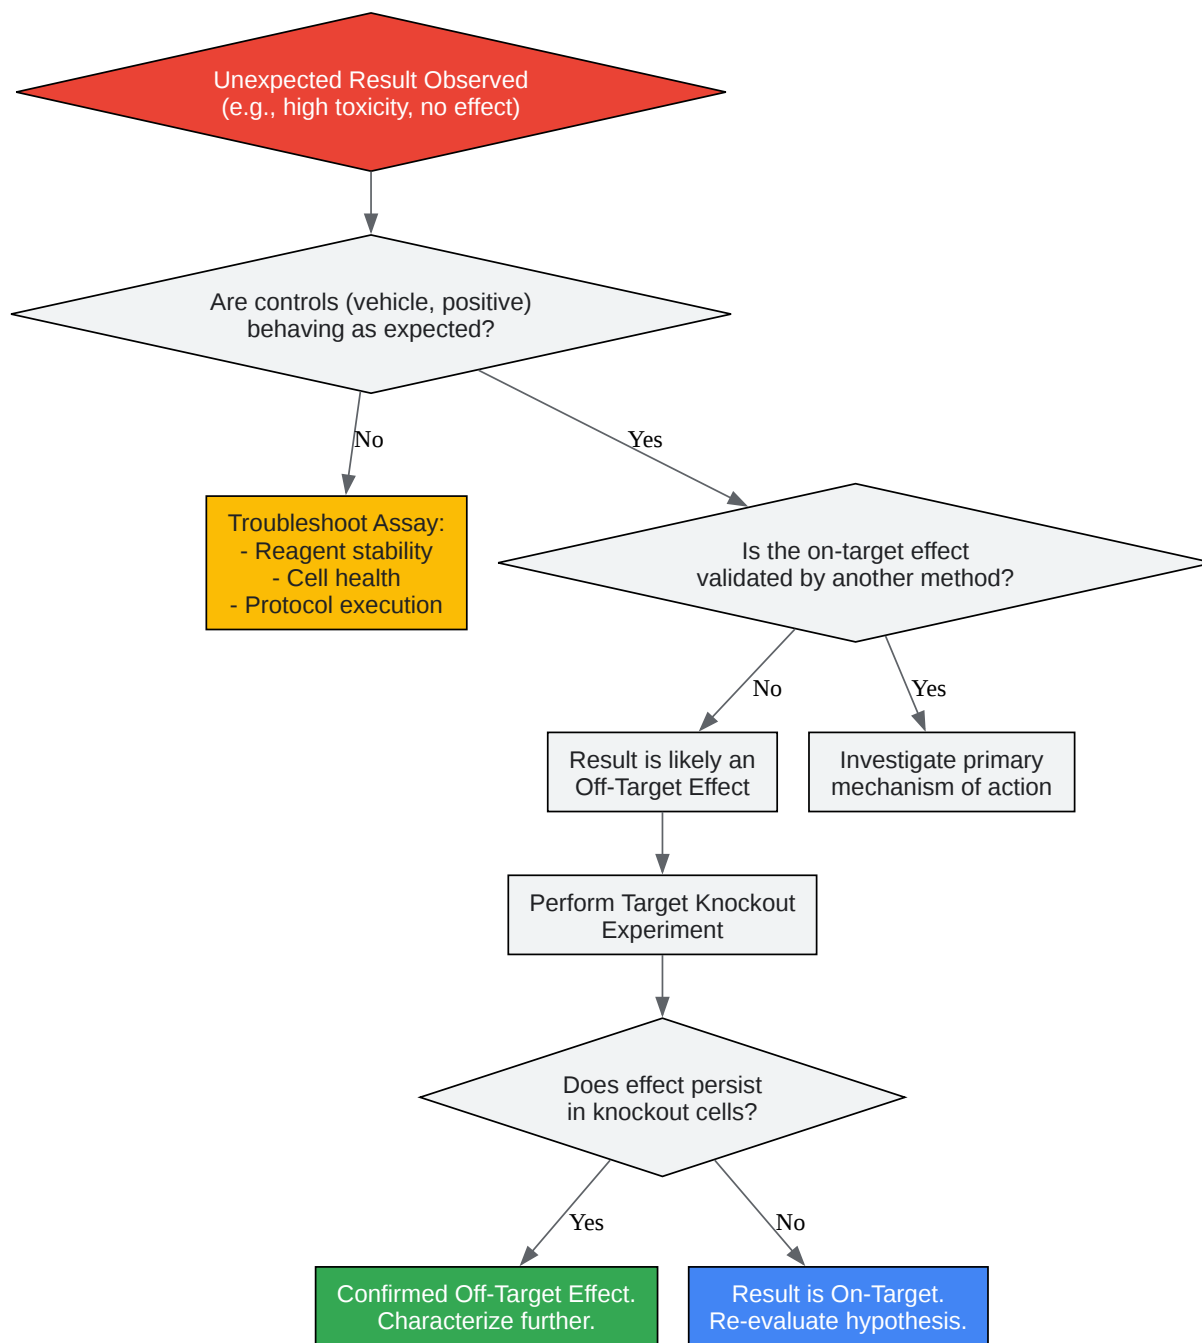 Unexpected Result Observed
(e.g., high toxicity, no effect)
Are controls (vehicle, positive)
behaving as expected?
No
Yes
Troubleshoot Assay:
- Reagent stability
- Cell health
- Protocol execution
Is the on-target effect
validated by another method?
No
Yes
Result is likely an
Off-Target Effect
Investigate primary
mechanism of action
Perform Target Knockout
Experiment
Does effect persist
in knockout cells?
Yes
No
Confirmed Off-Target Effect.
Characterize further.
Result is On-Target.
Re-evaluate hypothesis.